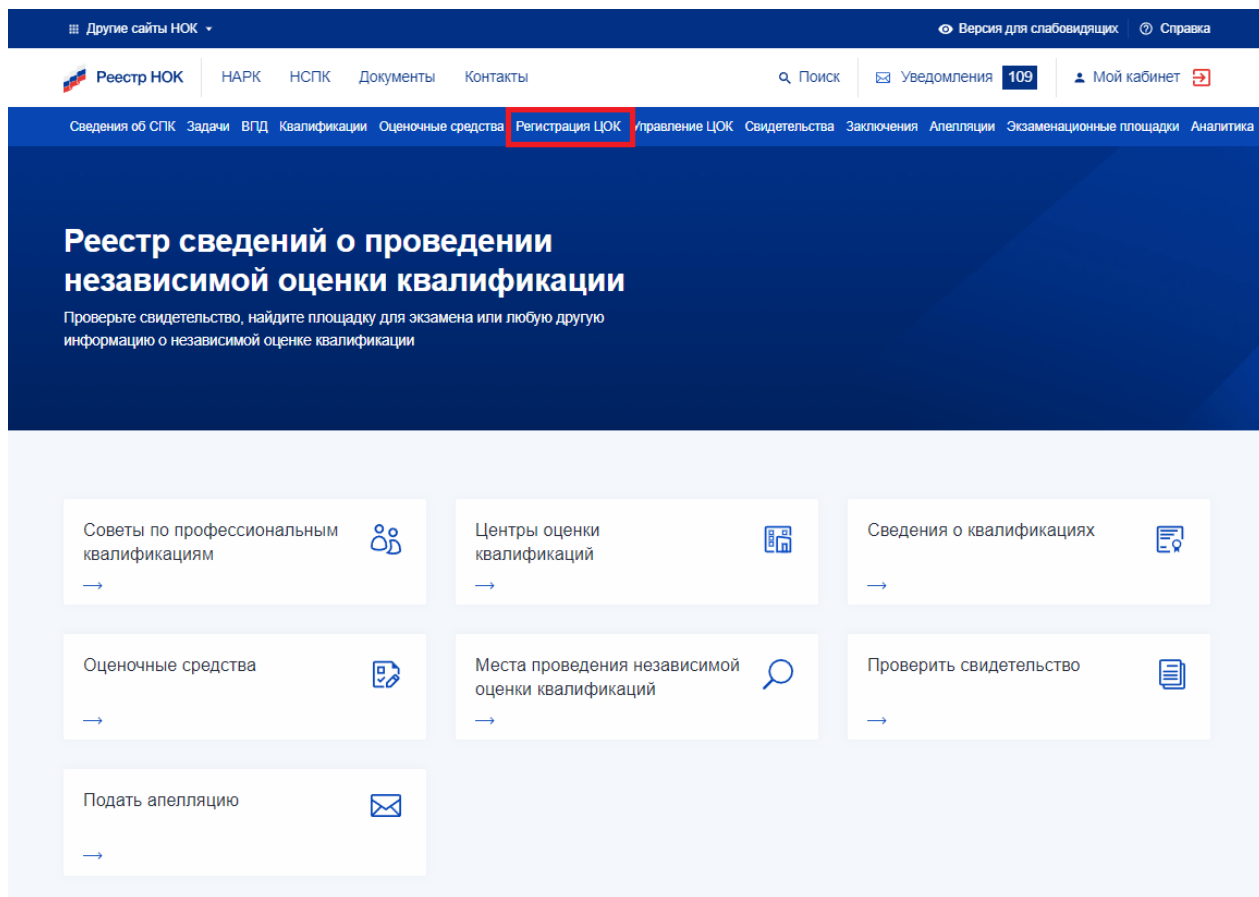 Другие сайты НОК
Версия для слабовидящих
Справка
Реестр НОК
НАРК
НСПК
Документы
Контакты
Поиск
Уведомления 109
Мой кабинет
Сведения об СПК Задачи ВПД Квалификации Оценочные средства Регистрация ЦОК Управление ЦОК Свидетельства Заключения Апелляции Экзаменационные площадки Аналитика
Реестр сведений о проведении
независимой оценки квалификации
Проверьте свидетельство, найдите площадку для экзамена или любую другую
информацию о независимой оценке квалификации
Советы по профессиональным
квалификациям
Центры оценки
квалификаций
Сведения о квалификациях
Оценочные средства
Места проведения независимой
оценки квалификаций
Проверить свидетельство
Подать апелляцию